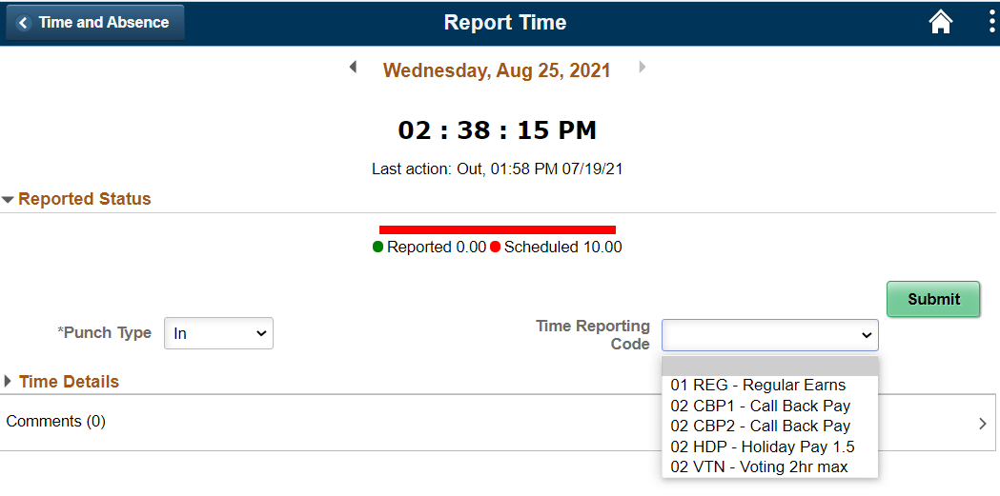 Time and Absence
Report Time
Wednesday, Aug 25, 2021
02 : 38 : 15 PM
Last action: Out, 01:58 PM 07/19/21
Reported Status
Reported 0.00 Scheduled 10.00
Submit
*Punch Type In
Time Reporting
Code
01 REG - Regular Earns
02 CBP1 - Call Back Pay
02 CBP2 - Call Back Pay
02 HDP - Holiday Pay 1.5
02 VTN - Voting 2hr max
Time Details
Comments (0)